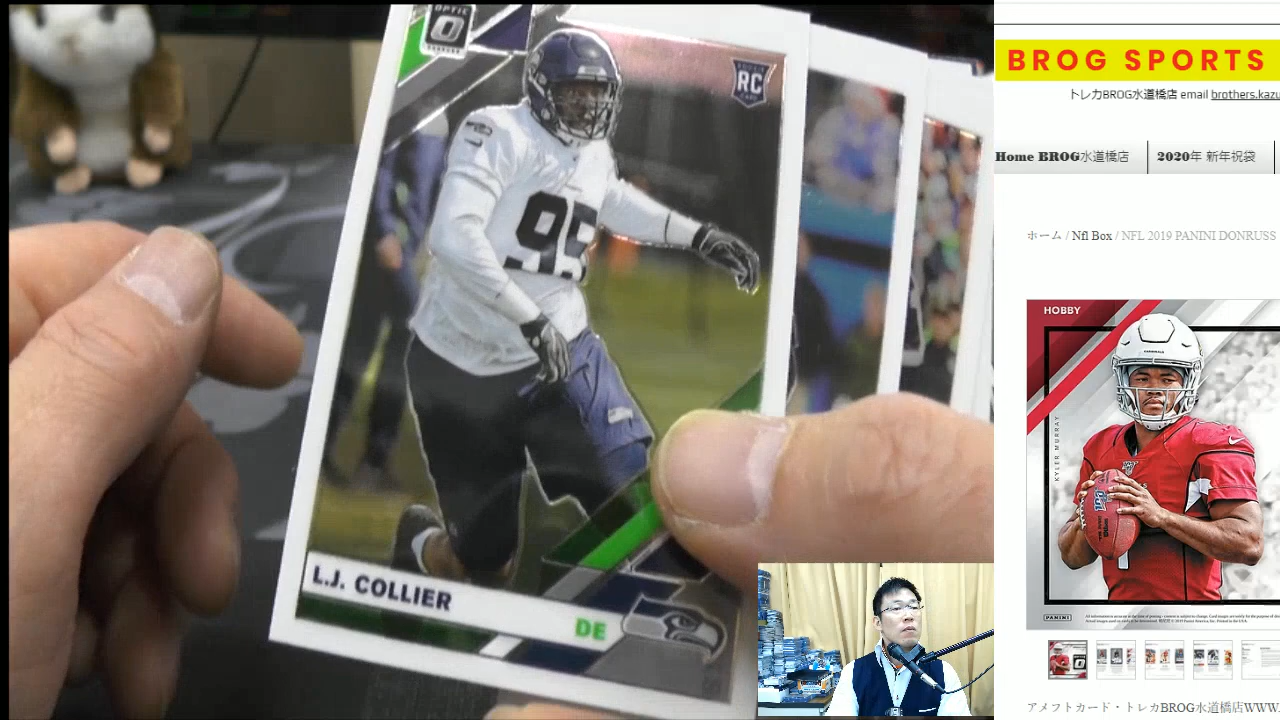 OPTIC
DONRUSS
ROOKIE
RC
CARD
95
L.J. COLLIER
DE
BROG SPORTS
トレカBROG水道橋店 email brothers.kazu
Home BROG水道橋店
2020年 新年祝袋
ホーム / Nfl Box / NFL 2019 PANINI DONRUSS
HOBBY
KYLER MURRAY
PANINI
アメフトカード・トレカBROG水道橋店WWW